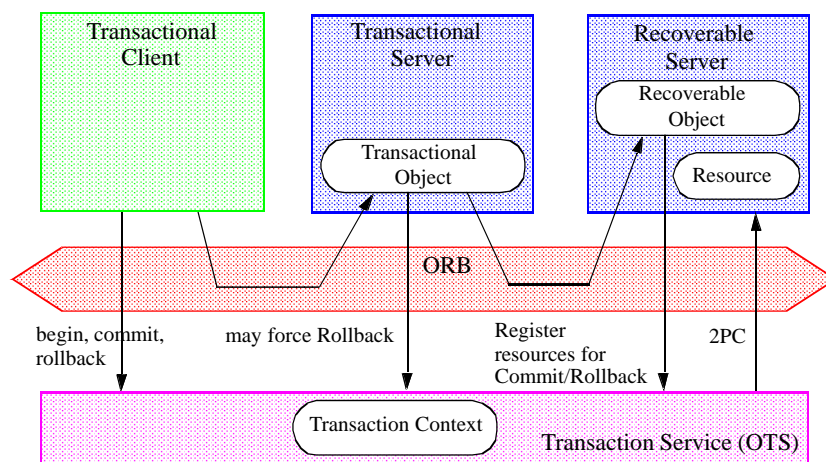 Transactional
Client
Transactional
Server
Recoverable
Server
Recoverable
Object
Transactional
Object
Resource
ORB
begin, commit,
rollback
may force Rollback
Register
resources for
Commit/Rollback
2PC
Transaction Context
Transaction Service (OTS)